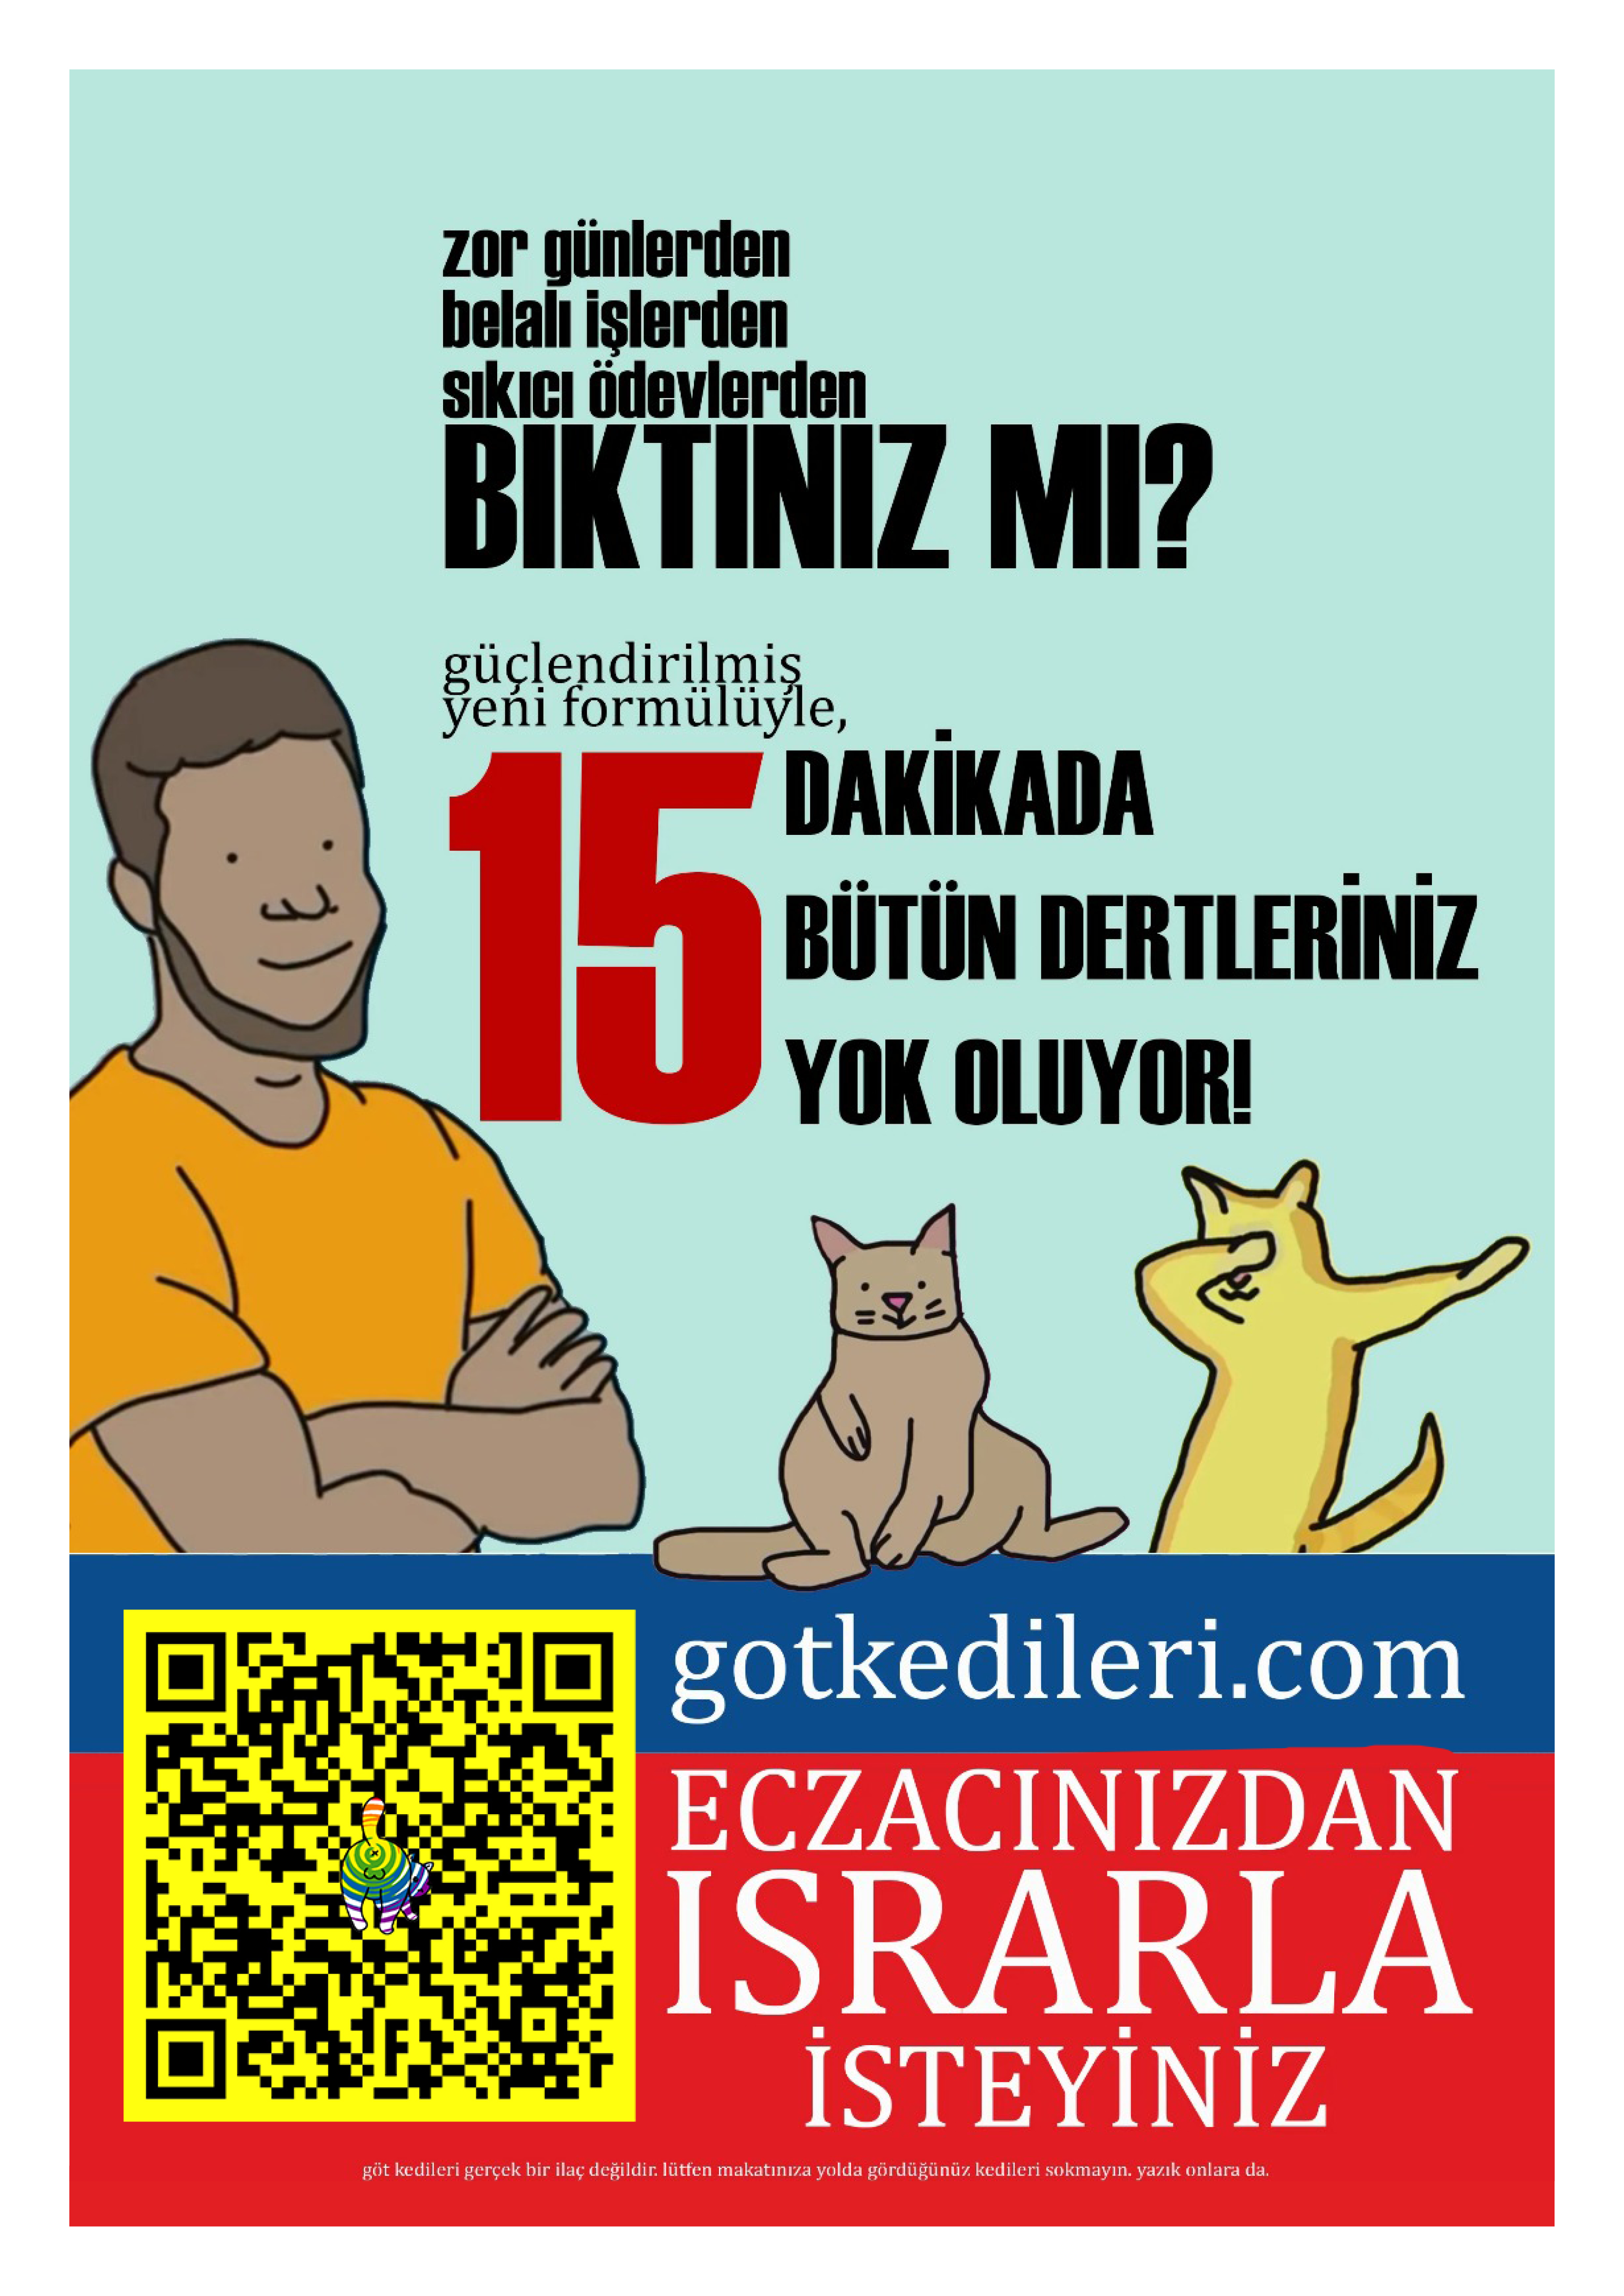 zor günlerden
belalı işlerden
sıkıcı ödevlerden
BIKTINIZ MI?
güçlendirilmiş
yeni formülüyle,
15 DAKİKADA
BÜTÜN DERTLERİNİZ
YOK OLUYOR!
gotkedileri.com
ECZACINIZDAN
ISRARLA
İSTEYİNİZ
göt kedileri gerçek bir ilaç değildir. lütfen makatınıza yolda gördüğünüz kedileri sokmayın. yazık onlara da.